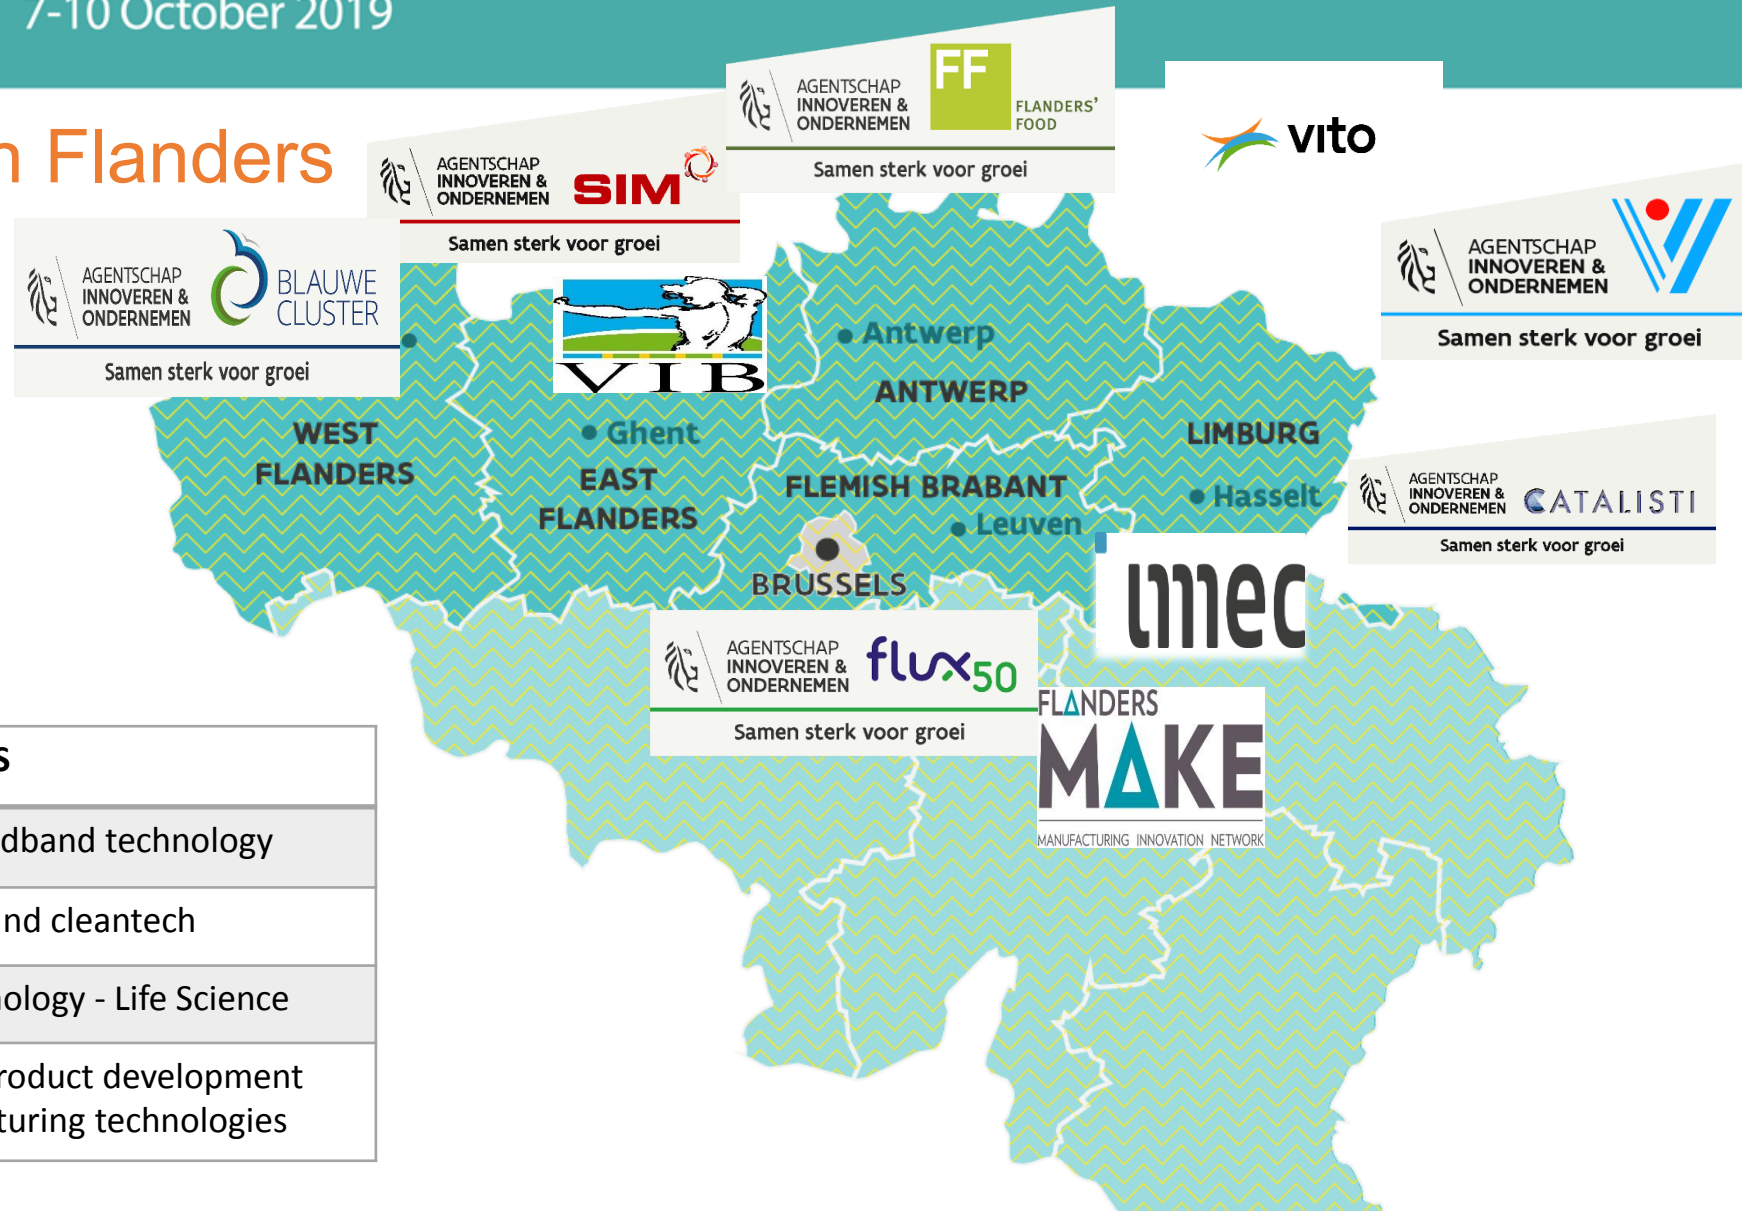 7-10 October 2019
n Flanders
AGENTSCHAP
INNOVEREN &
ONDERNEMEN
FF
FLANDERS'
FOOD
Samen sterk voor groei
vito
AGENTSCHAP
INNOVEREN &
ONDERNEMEN
SIM
Samen sterk voor groei
AGENTSCHAP
INNOVEREN &
ONDERNEMEN
BLAUWE
CLUSTER
Samen sterk voor groei
AGENTSCHAP
INNOVEREN &
ONDERNEMEN
Samen sterk voor groei
VIB
Antwerp
ANTWERP
WEST
FLANDERS
Ghent
EAST
FLANDERS
FLEMISH BRABANT
Leuven
BRUSSELS
LIMBURG
Hasselt
AGENTSCHAP
INNOVEREN &
ONDERNEMEN
CATALISTI
Samen sterk voor groei
imec
AGENTSCHAP
INNOVEREN &
ONDERNEMEN
flux50
Samen sterk voor groei
FLANDERS
MAKE
MANUFACTURING INNOVATION NETWORK
s
dband technology
nd cleantech
nology - Life Science
roduct development
turing technologies